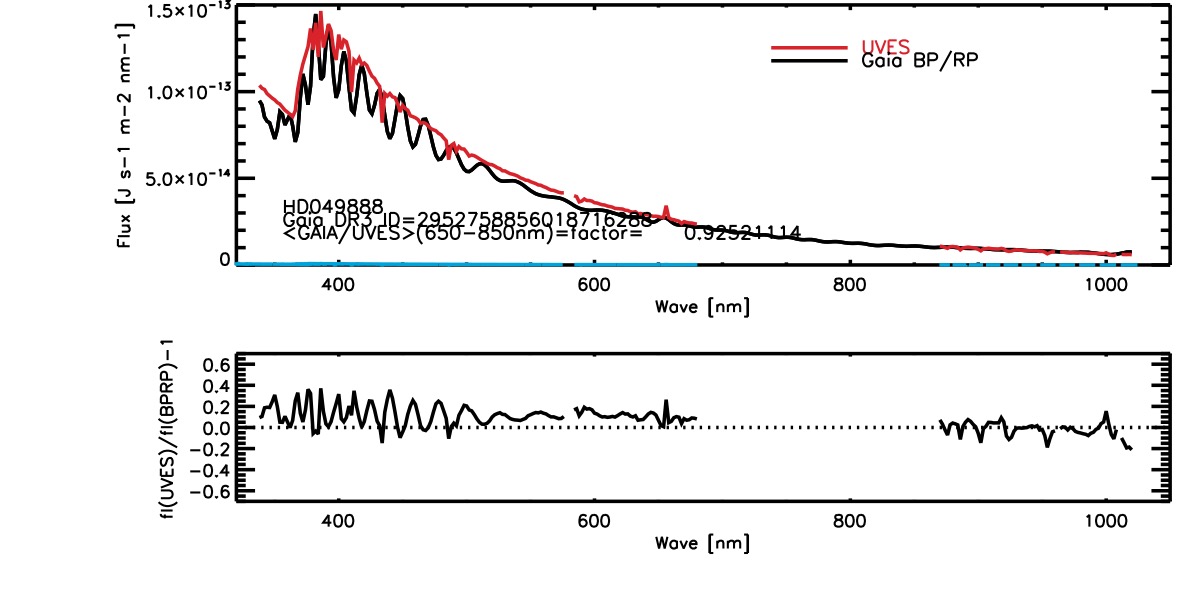 1.5×10−13
1.0×10−13
5.0×10−14
0
Flux [J s−1 m−2 nm−1]
UVES
Gaia BP/RP
HD049888
Gaia DR3 ID=2952758856018716288
<GAIA/UVES>(650−850nm)=factor= 0.92521114
400 600 800 1000
Wave [nm]
fl(UVES)/fl(BPRP)−1
0.6
0.4
0.2
0.0
−0.2
−0.4
−0.6
400 600 800 1000
Wave [nm]